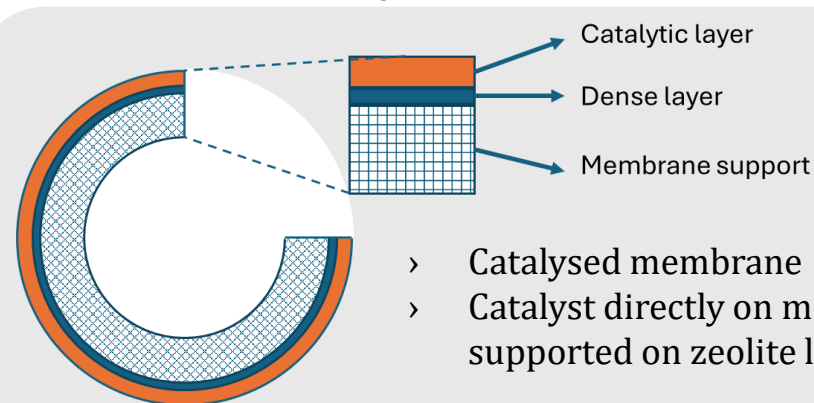 Catalytic layer
Dense layer
Membrane support
› Catalysed membrane
› Catalyst directly on
supported on zeolite